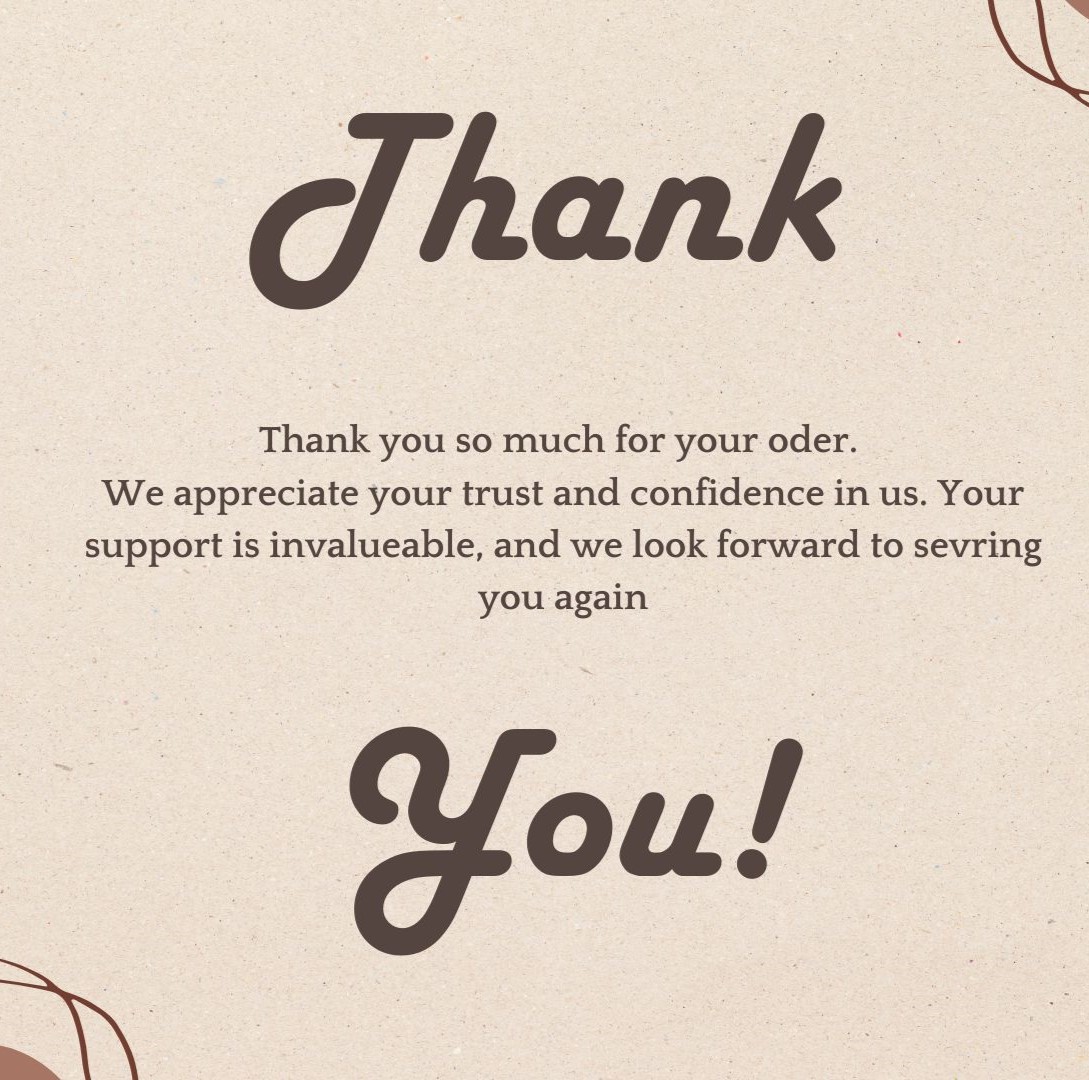 Thank
Thank you so much for your oder.
We appreciate your trust and confidence in us. Your
support is invalueable, and we look forward to sevring
you again
You!